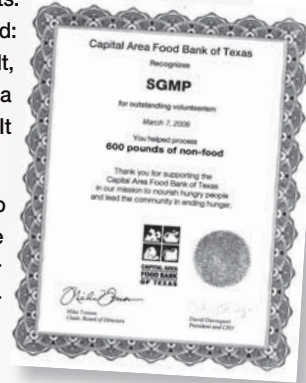 ts.
d:
lt,
a
It
o
e
Capital Area Food Bank of Texas
Recognizes
SGMP
for outstanding volunteerism
March 7, 2009
You helped process
600 pounds of non-food
Thank you for supporting the
Capital Area Food Bank of Texas
in our mission to nourish hungry people
and lead the community in ending hunger.
CAPITAL AREA
FOOD BANK
OF TEXAS
Chair, Board of Directors
David Davenport
President and CEO